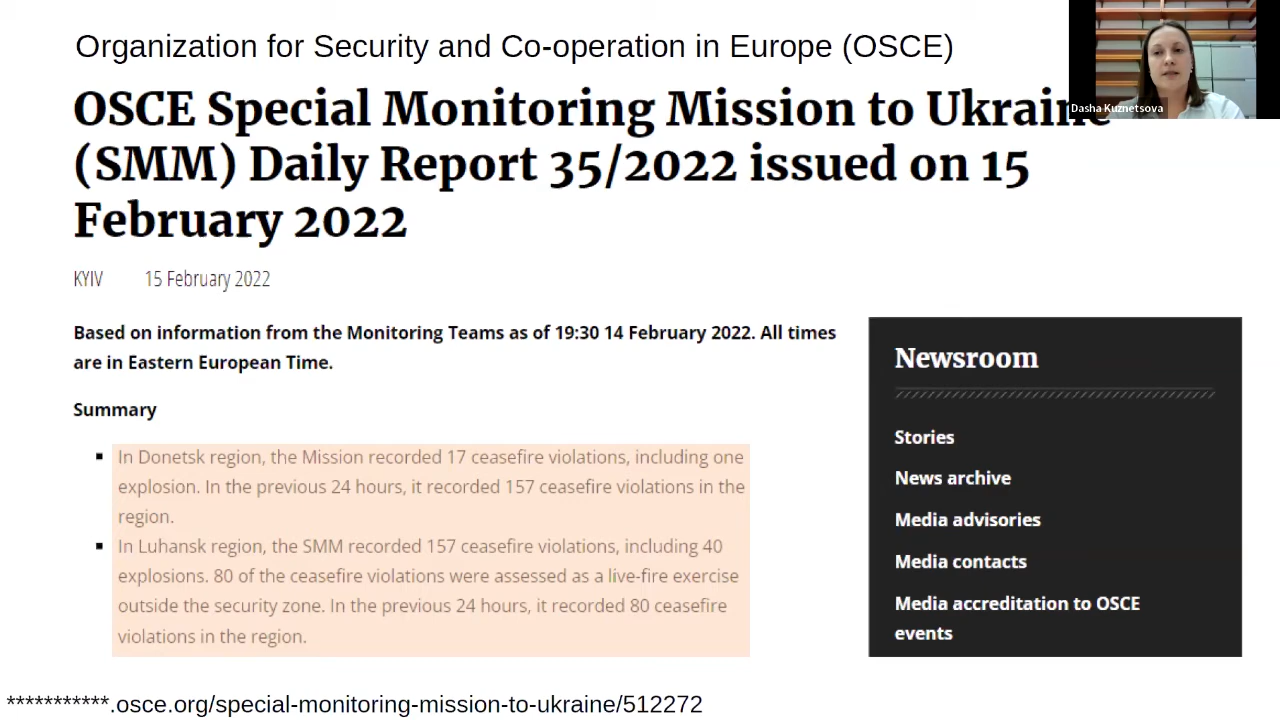 Organization for Security and Co-operation in Europe (OSCE)
Dasha Kuznetsova
OSCE Special Monitoring Mission to Ukraine
(SMM) Daily Report 35/2022 issued on 15
February 2022
KYIV 15 February 2022
Based on information from the Monitoring Teams as of 19:30 14 February 2022. All times
are in Eastern European Time.
Summary
▪ In Donetsk region, the Mission recorded 17 ceasefire violations, including one
explosion. In the previous 24 hours, it recorded 157 ceasefire violations in the
region.
▪ In Luhansk region, the SMM recorded 157 ceasefire violations, including 40
explosions. 80 of the ceasefire violations were assessed as a live-fire exercise
outside the security zone. In the previous 24 hours, it recorded 80 ceasefire
violations in the region.
Newsroom
Stories
News archive
Media advisories
Media contacts
Media accreditation to OSCE
events
***********.osce.org/special-monitoring-mission-to-ukraine/512272